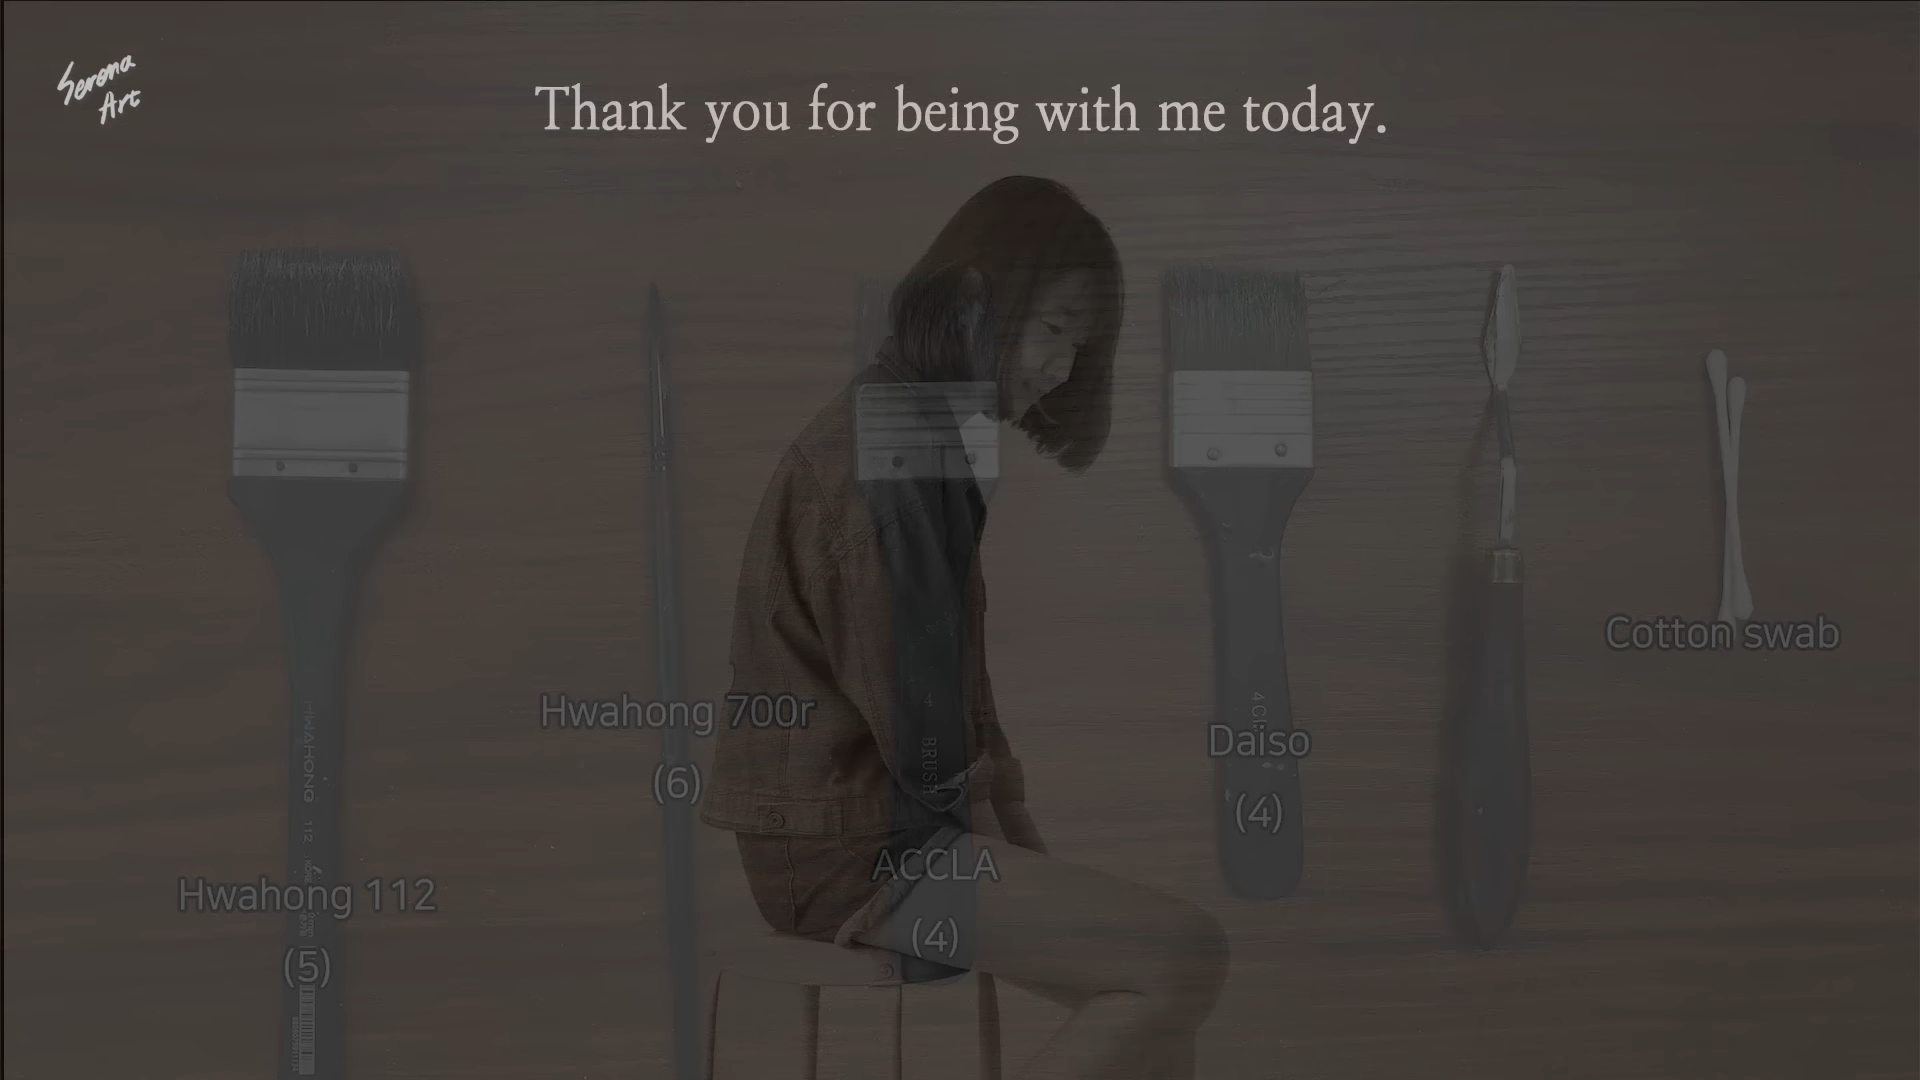 Serena
Art
Thank you for being with me today.
HWAHONG 112
Hwahong 112
(5)
Hwahong 700r
(6)
4 BRUSH
ACCLA
(4)
Daiso
(4)
Cotton swab